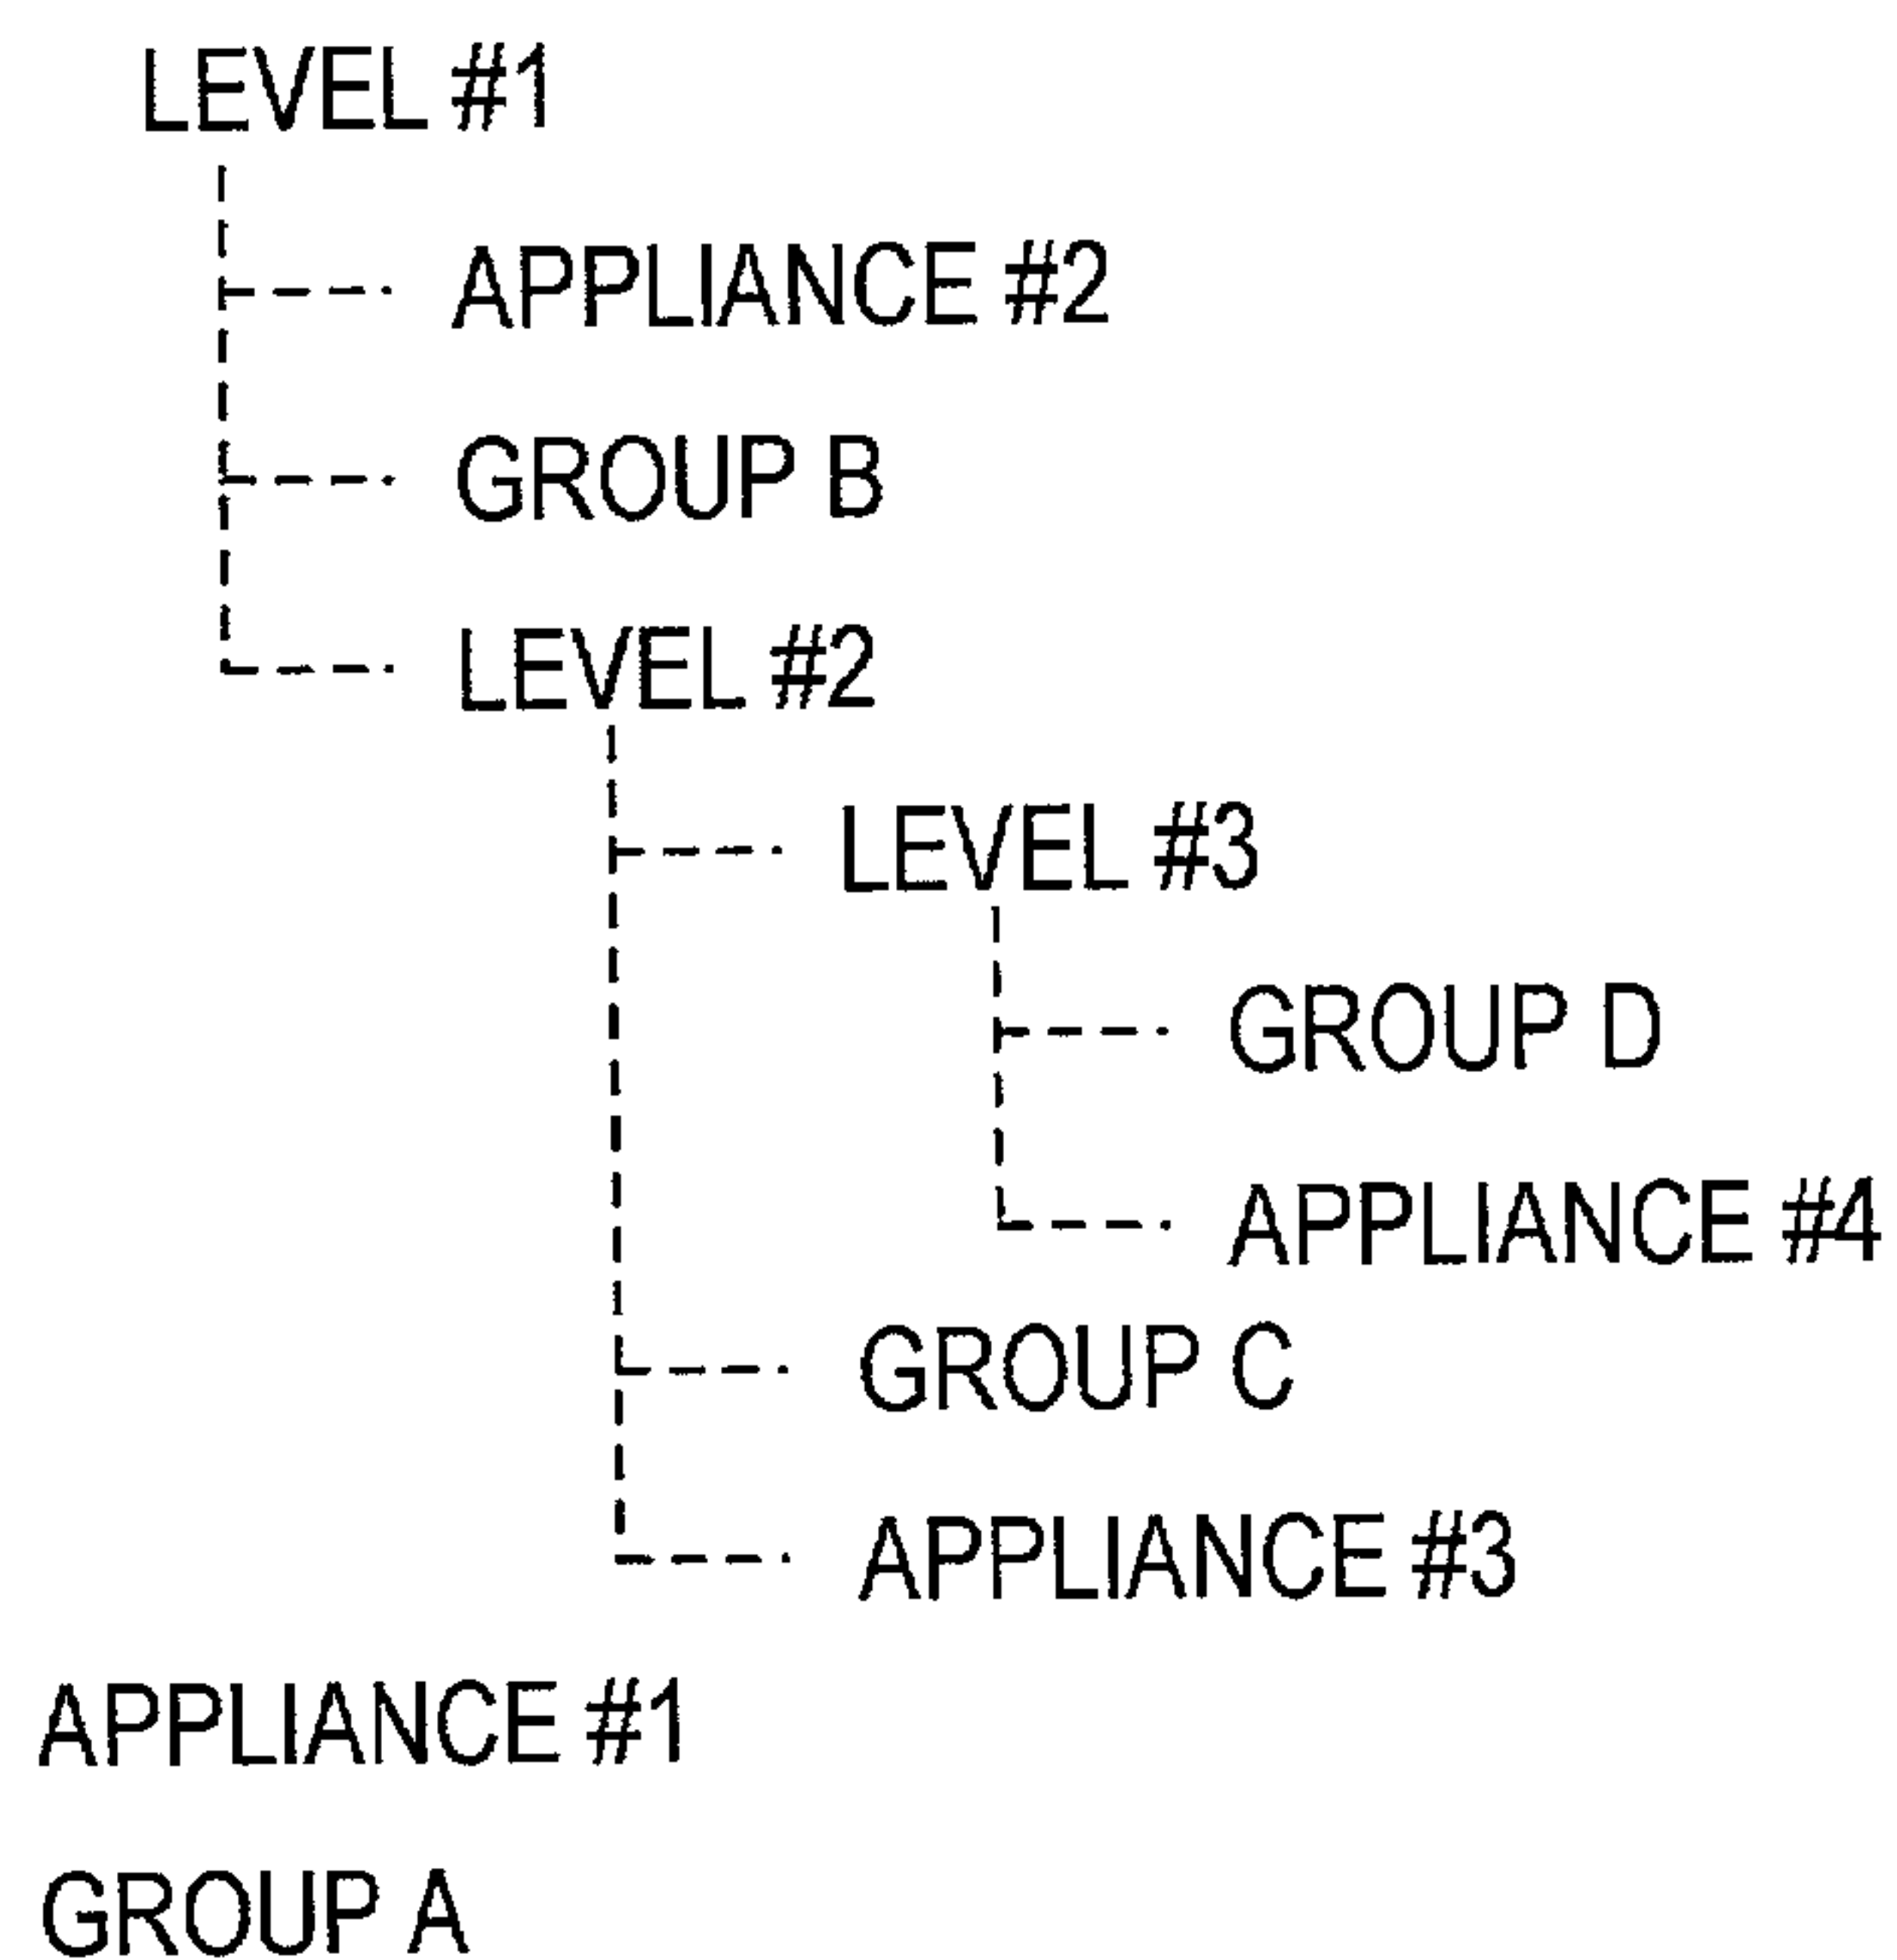 LEVEL #1
APPLIANCE #2
GROUP B
LEVEL #2
LEVEL #3
GROUP D
APPLIANCE #4
GROUP C
APPLIANCE #3
APPLIANCE #1
GROUP A